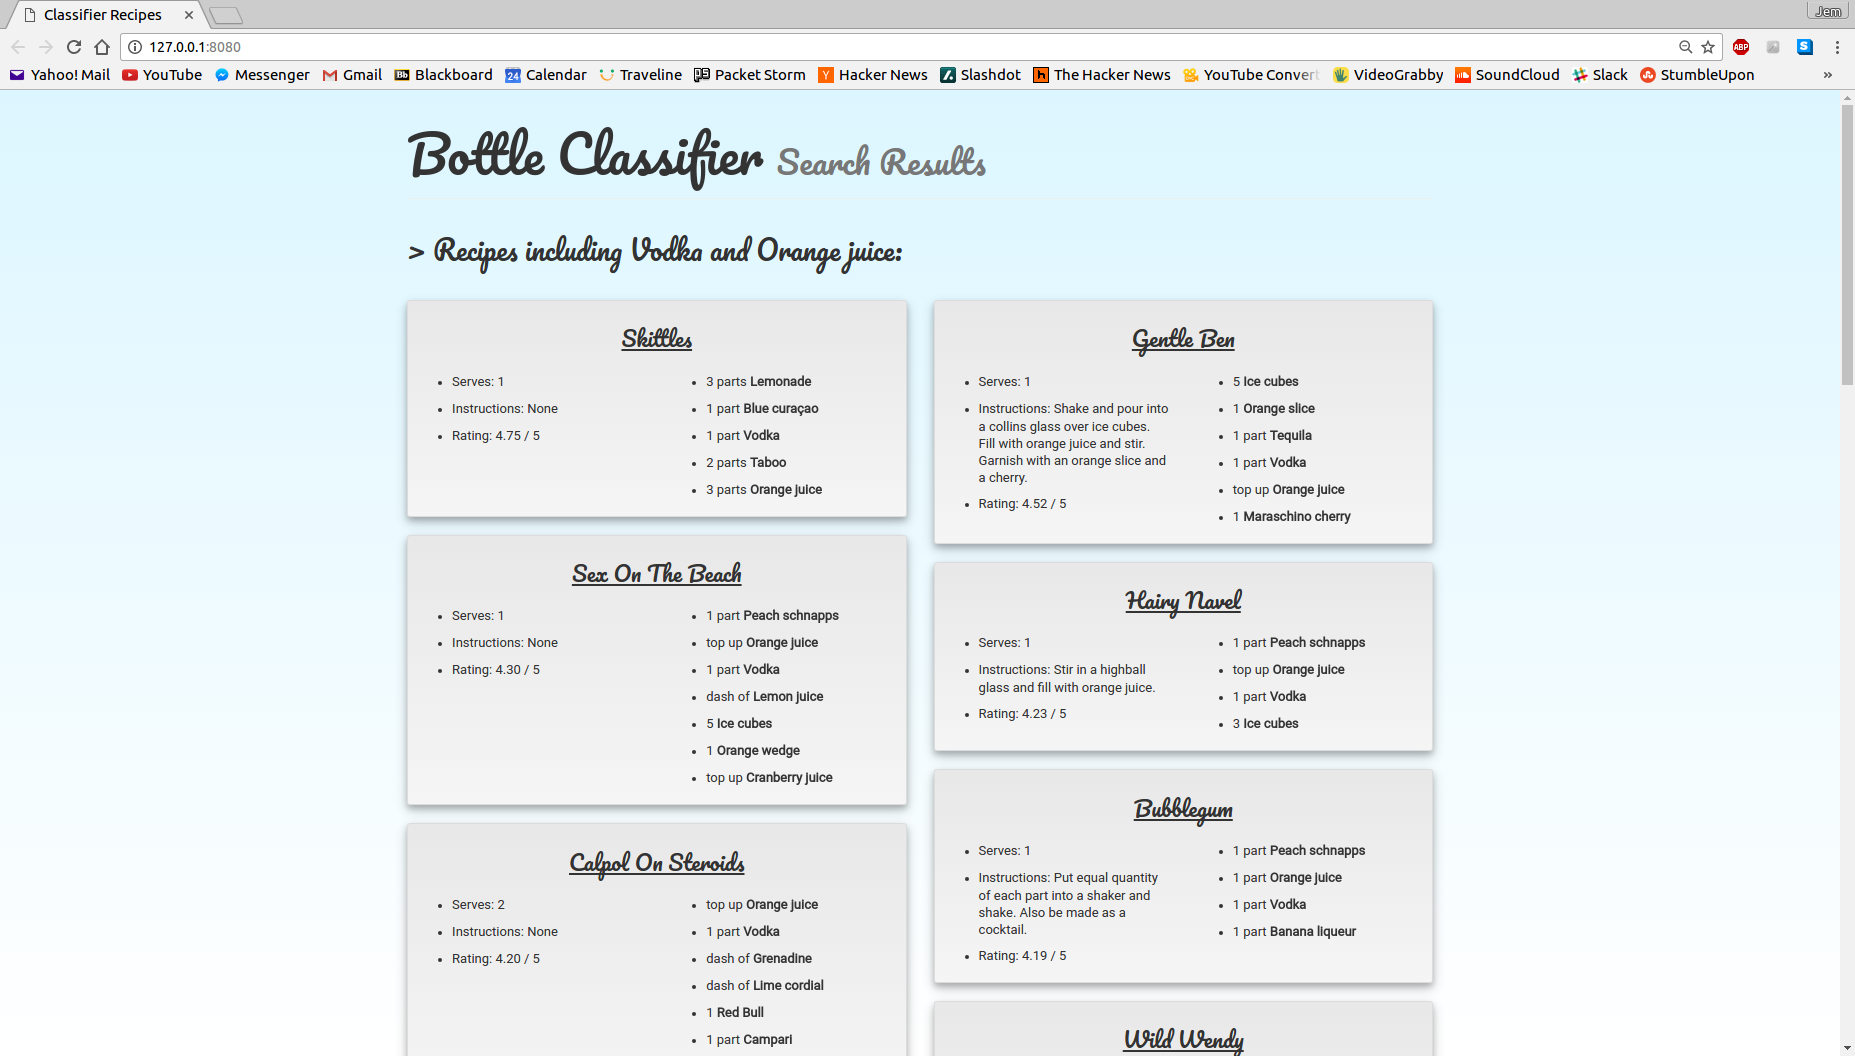 Classifier Recipes
Jem
127.0.0.1:8080
ABP
S
Yahoo! Mail
YouTube
Messenger
Gmail
Bb
Blackboard
24
Calendar
Traveline
Packet Storm
Y
Hacker News
Slashdot
h
The Hacker News
YouTube Convert
VideoGrabby
SoundCloud
Slack
StumbleUpon
»
Bottle Classifier Search Results
> Recipes including Vodka and Orange juice:
Skittles
Serves: 1
Instructions: None
Rating: 4.75 / 5
3 parts Lemonade
1 part Blue curaçao
1 part Vodka
2 parts Taboo
3 parts Orange juice
Gentle Ben
Serves: 1
Instructions: Shake and pour into
a collins glass over ice cubes.
Fill with orange juice and stir.
Garnish with an orange slice and
a cherry.
Rating: 4.52 / 5
5 Ice cubes
1 Orange slice
1 part Tequila
1 part Vodka
top up Orange juice
1 Maraschino cherry
Sex On The Beach
Serves: 1
Instructions: None
Rating: 4.30 / 5
1 part Peach schnapps
top up Orange juice
1 part Vodka
dash of Lemon juice
5 Ice cubes
1 Orange wedge
top up Cranberry juice
Hairy Navel
Serves: 1
Instructions: Stir in a highball
glass and fill with orange juice.
Rating: 4.23 / 5
1 part Peach schnapps
top up Orange juice
1 part Vodka
3 Ice cubes
Calpol On Steroids
Serves: 2
Instructions: None
Rating: 4.20 / 5
top up Orange juice
1 part Vodka
dash of Grenadine
dash of Lime cordial
1 Red Bull
1 part Campari
Bubblegum
Serves: 1
Instructions: Put equal quantity
of each part into a shaker and
shake. Also be made as a
cocktail.
Rating: 4.19 / 5
1 part Peach schnapps
1 part Orange juice
1 part Vodka
1 part Banana liqueur
Wild Wendy